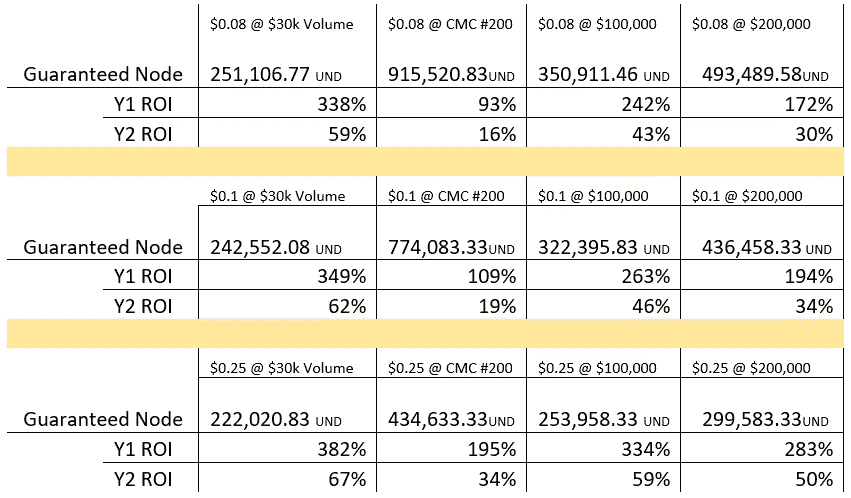 $0.08 @ $30k Volume $0.08 @ CMC #200 $0.08 @ $100,000 $0.08 @ $200,000
Guaranteed Node 251,106.77 UND 915,520.83UND 350,911.46 UND 493,489.58UND
Y1 ROI 338% 93% 242% 172%
Y2 ROI 59% 16% 43% 30%
$0.1 @ $30k Volume $0.1 @ CMC #200 $0.1 @ $100,000 $0.1 @ $200,000
Guaranteed Node 242,552.08 UND 774,083.33UND 322,395.83 UND 436,458.33 UND
Y1 ROI 349% 109% 263% 194%
Y2 ROI 62% 19% 46% 34%
$0.25 @ $30k Volume $0.25 @ CMC #200 $0.25 @ $100,000 $0.25 @ $200,000
Guaranteed Node 222,020.83 UND 434,633.33UND 253,958.33 UND 299,583.33UND
Y1 ROI 382% 195% 334% 283%
Y2 ROI 67% 34% 59% 50%